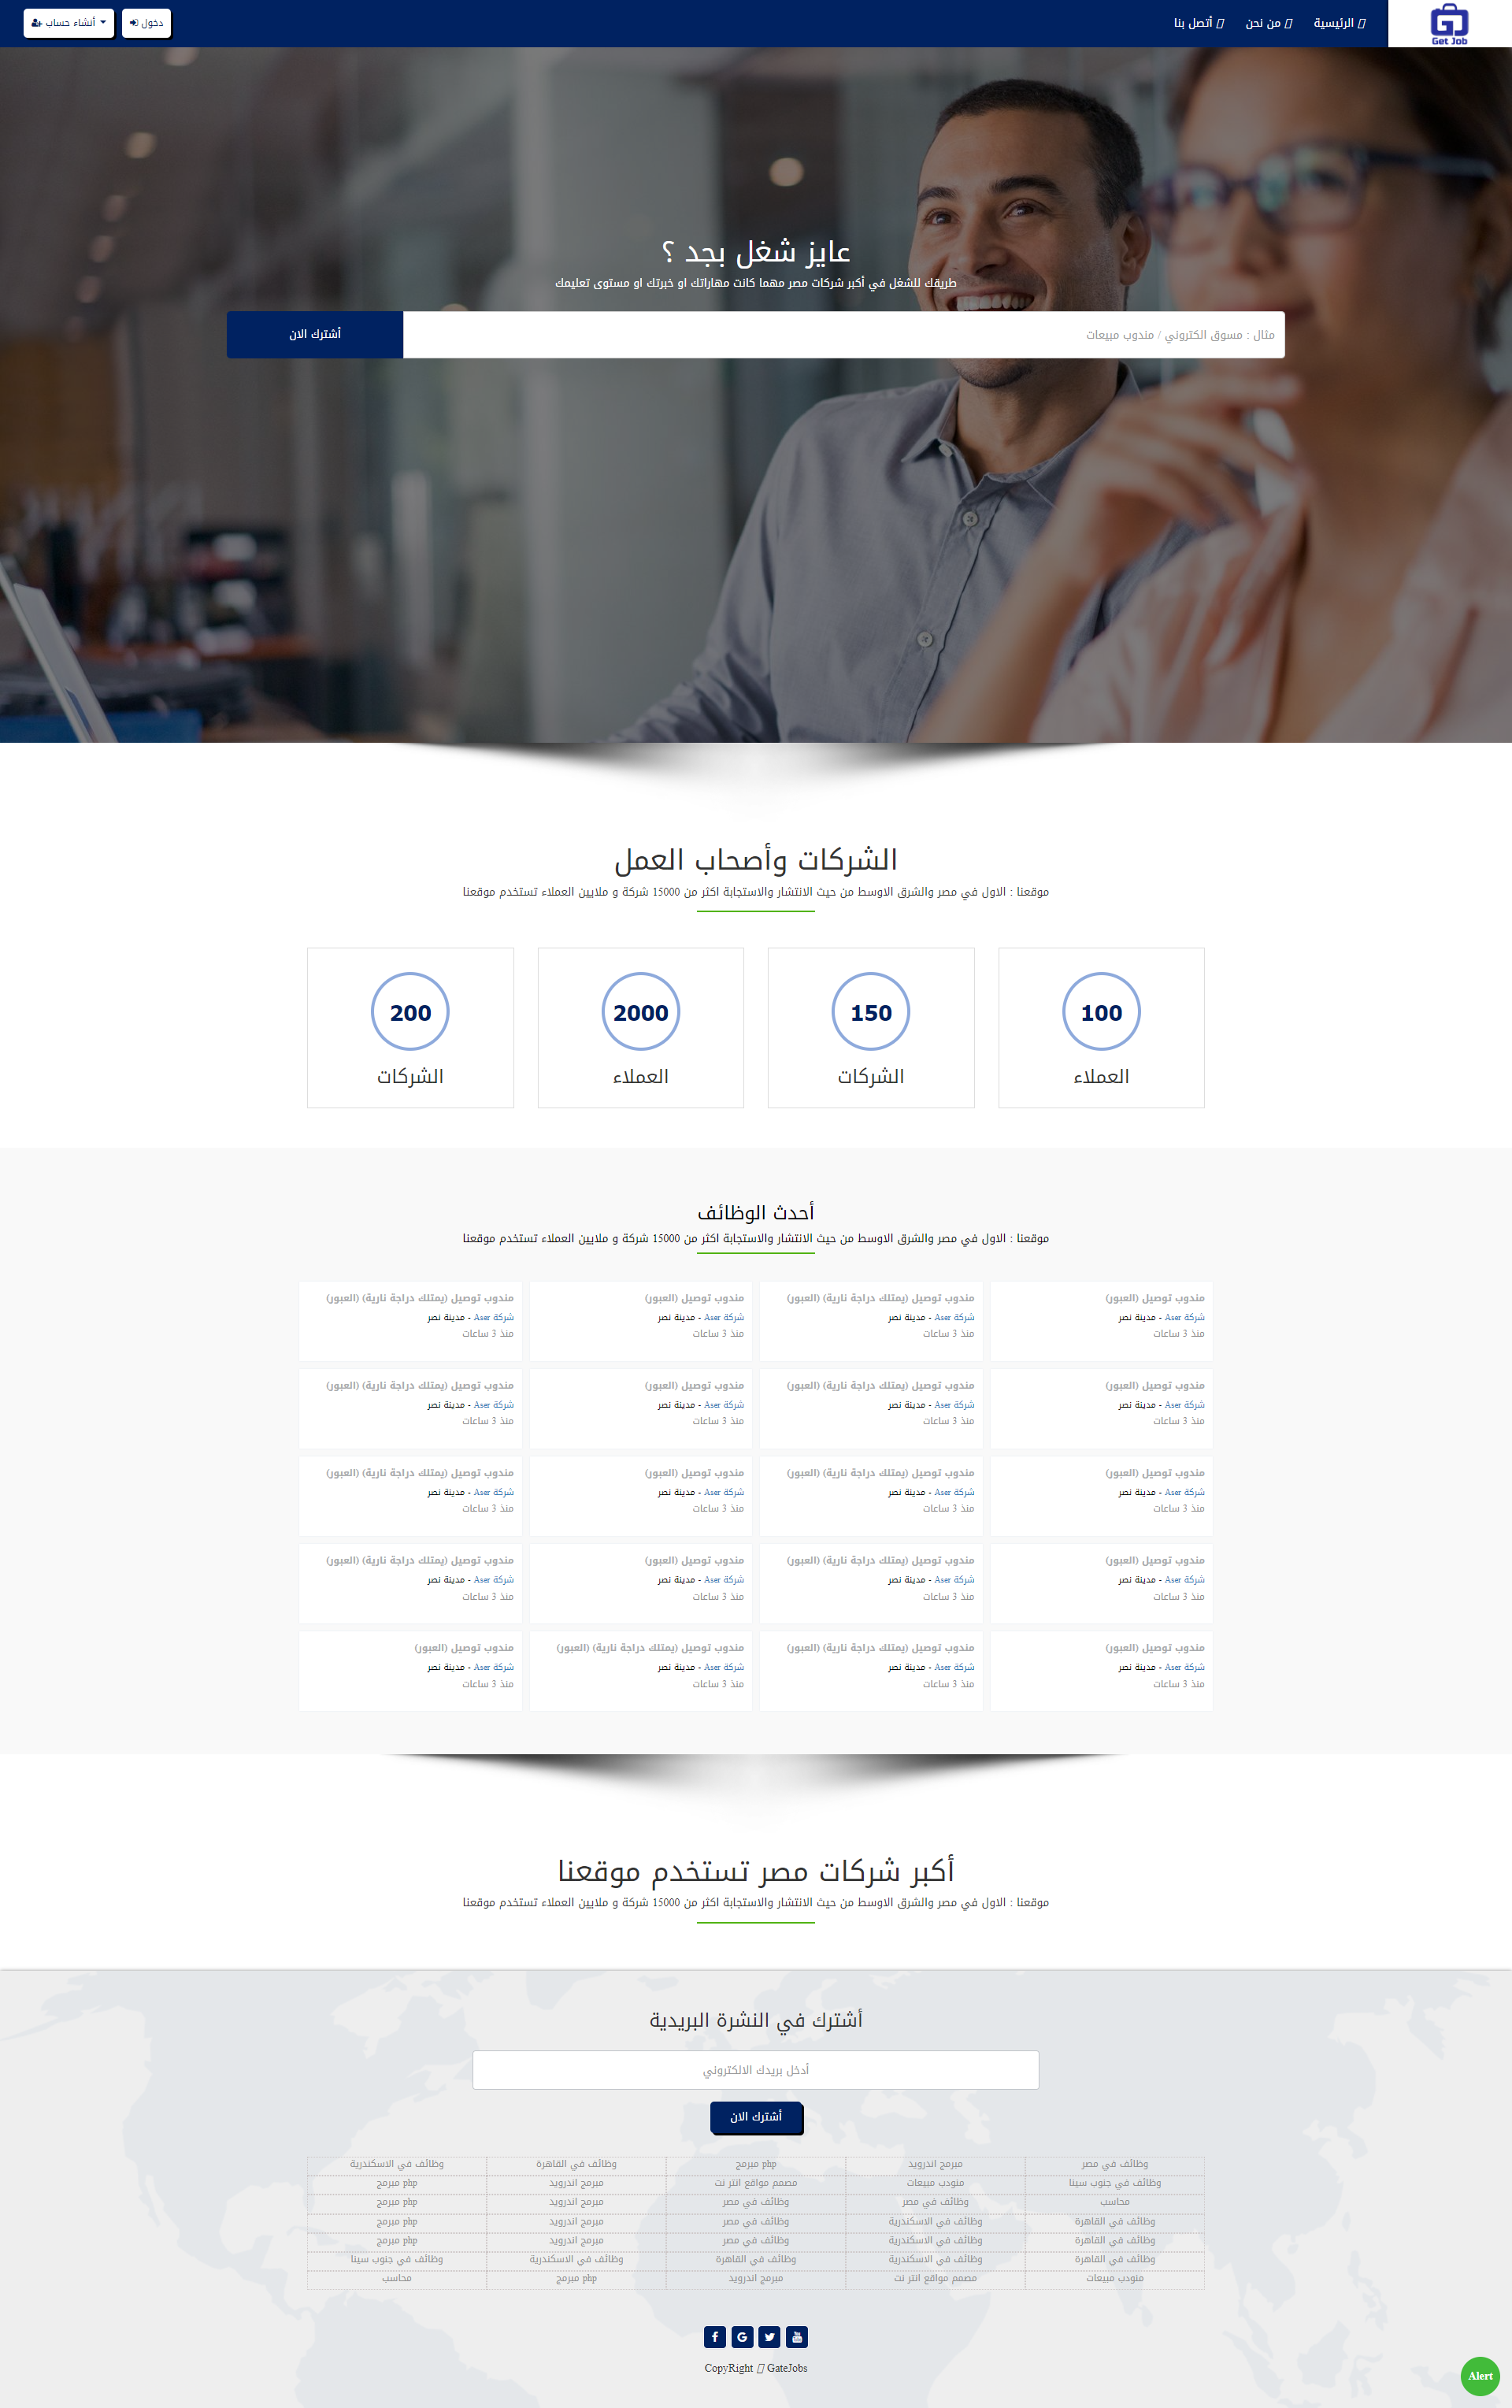 Get Job
الرئيسية
من نحن
أتصل بنا
دخول
أنشاء حساب
عايز شغل بجد ؟
طريقك للشغل في أكبر شركات مصر مهما كانت مهاراتك او خبرتك او مستوى تعليمك
مثال : مسوق الكتروني / مندوب مبيعات
أشترك الان
الشركات وأصحاب العمل
موقعنا : الاول في مصر والشرق الاوسط من حيث الانتشار والاستجابة اكثر من 15000 شركة و ملايين العملاء تستخدم موقعنا
100 150 2000 200
العملاء الشركات العملاء الشركات
أحدث الوظائف
موقعنا : الاول في مصر والشرق الاوسط من حيث الانتشار والاستجابة اكثر من 15000 شركة و ملايين العملاء تستخدم موقعنا
مندوب توصيل (العبور) مندوب توصيل (يمتلك دراجة نارية) (العبور) مندوب توصيل (العبور) مندوب توصيل (يمتلك دراجة نارية) (العبور)
شركة Aser - مدينة نصر شركة Aser - مدينة نصر شركة Aser - مدينة نصر شركة Aser - مدينة نصر
منذ 3 ساعات منذ 3 ساعات منذ 3 ساعات منذ 3 ساعات
مندوب توصيل (العبور) مندوب توصيل (يمتلك دراجة نارية) (العبور) مندوب توصيل (العبور) مندوب توصيل (يمتلك دراجة نارية) (العبور)
شركة Aser - مدينة نصر شركة Aser - مدينة نصر شركة Aser - مدينة نصر شركة Aser - مدينة نصر
منذ 3 ساعات منذ 3 ساعات منذ 3 ساعات منذ 3 ساعات
مندوب توصيل (العبور) مندوب توصيل (يمتلك دراجة نارية) (العبور) مندوب توصيل (العبور) مندوب توصيل (يمتلك دراجة نارية) (العبور)
شركة Aser - مدينة نصر شركة Aser - مدينة نصر شركة Aser - مدينة نصر شركة Aser - مدينة نصر
منذ 3 ساعات منذ 3 ساعات منذ 3 ساعات منذ 3 ساعات
مندوب توصيل (العبور) مندوب توصيل (يمتلك دراجة نارية) (العبور) مندوب توصيل (العبور) مندوب توصيل (يمتلك دراجة نارية) (العبور)
شركة Aser - مدينة نصر شركة Aser - مدينة نصر شركة Aser - مدينة نصر شركة Aser - مدينة نصر
منذ 3 ساعات منذ 3 ساعات منذ 3 ساعات منذ 3 ساعات
مندوب توصيل (العبور) مندوب توصيل (يمتلك دراجة نارية) (العبور) مندوب توصيل (يمتلك دراجة نارية) (العبور) مندوب توصيل (العبور)
شركة Aser - مدينة نصر شركة Aser - مدينة نصر شركة Aser - مدينة نصر شركة Aser - مدينة نصر
منذ 3 ساعات منذ 3 ساعات منذ 3 ساعات منذ 3 ساعات
أكبر شركات مصر تستخدم موقعنا
موقعنا : الاول في مصر والشرق الاوسط من حيث الانتشار والاستجابة اكثر من 15000 شركة و ملايين العملاء تستخدم موقعنا
أشترك في النشرة البريدية
أدخل بريدك الالكتروني
أشترك الان
وظائف في مصر مبرمج اندرويد php مبرمج وظائف في القاهرة وظائف في الاسكندرية
وظائف في جنوب سينا منودب مبيعات مصمم مواقع انتر نت مبرمج اندرويد php مبرمج
محاسب وظائف في مصر وظائف في مصر مبرمج اندرويد php مبرمج
وظائف في القاهرة وظائف في الاسكندرية وظائف في مصر مبرمج اندرويد php مبرمج
وظائف في القاهرة وظائف في الاسكندرية وظائف في مصر مبرمج اندرويد php مبرمج
وظائف في القاهرة وظائف في الاسكندرية وظائف في القاهرة وظائف في الاسكندرية وظائف في جنوب سينا
منودب مبيعات مصمم مواقع انتر نت مبرمج اندرويد php مبرمج محاسب
CopyRight GateJobs
Alert